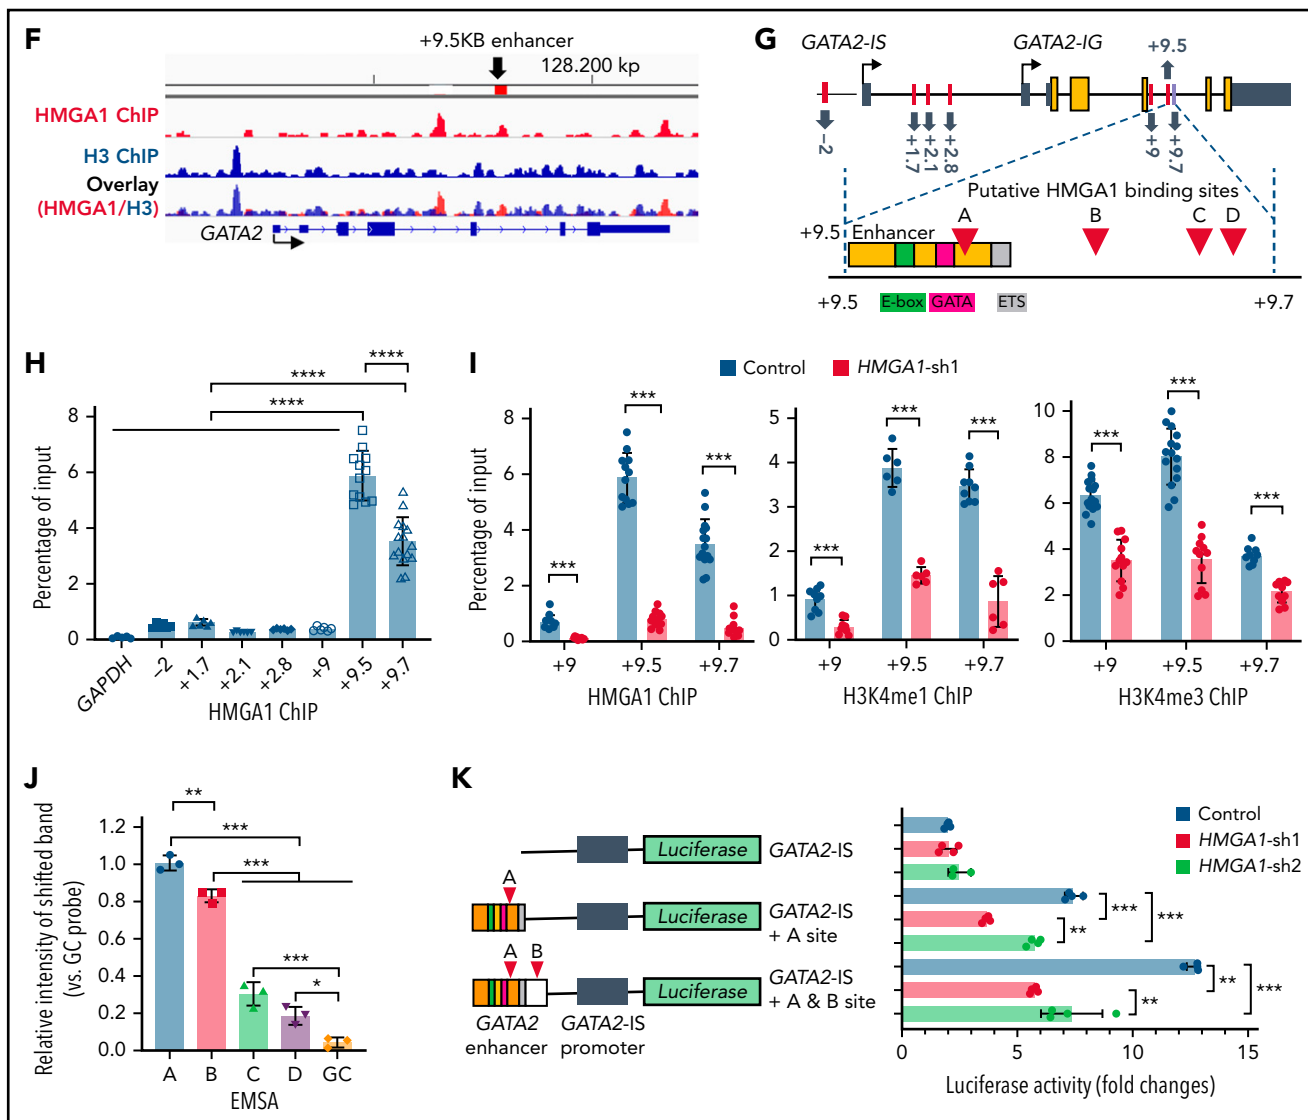 F
+9.5KB enhancer
128.200 kp
HMGA1 ChIP
H3 ChIP
Overlay
(HMGA1/H3)
GATA2
G
GATA2-IS
GATA2-IG
+9.5
−2
+1.7
+2.1
+2.8
+9
+9.7
Putative HMGA1 binding sites
A
B
C D
+9.5
Enhancer
+9.5
+9.7
E-box
GATA
ETS
H
****
****
****
Percentage of input
8
6
4
2
0
GAPDH
−2
+1.7
+2.1
+2.8
+9
+9.5
+9.7
HMGA1 ChIP
I
Control
HMGA1-sh1
Percentage of input
8
6
4
2
0
***
***
***
+9
+9.5
+9.7
HMGA1 ChIP
5
4
3
2
1
0
***
***
***
+9
+9.5
+9.7
H3K4me1 ChIP
10
8
6
4
2
0
***
***
***
+9
+9.5
+9.7
H3K4me3 ChIP
J
Relative intensity of shifted band
(vs. GC probe)
1.2
1.0
0.8
0.6
0.4
0.2
0.0
**
***
***
***
*
A
B
C
D
GC
EMSA
K
Luciferase
GATA2-IS
A
Luciferase
GATA2-IS
+ A site
A B
Luciferase
GATA2-IS
+ A & B site
GATA2
enhancer
GATA2-IS
promoter
Control
HMGA1-sh1
HMGA1-sh2
***
**
***
**
**
***
0
5
10
15
Luciferase activity (fold changes)